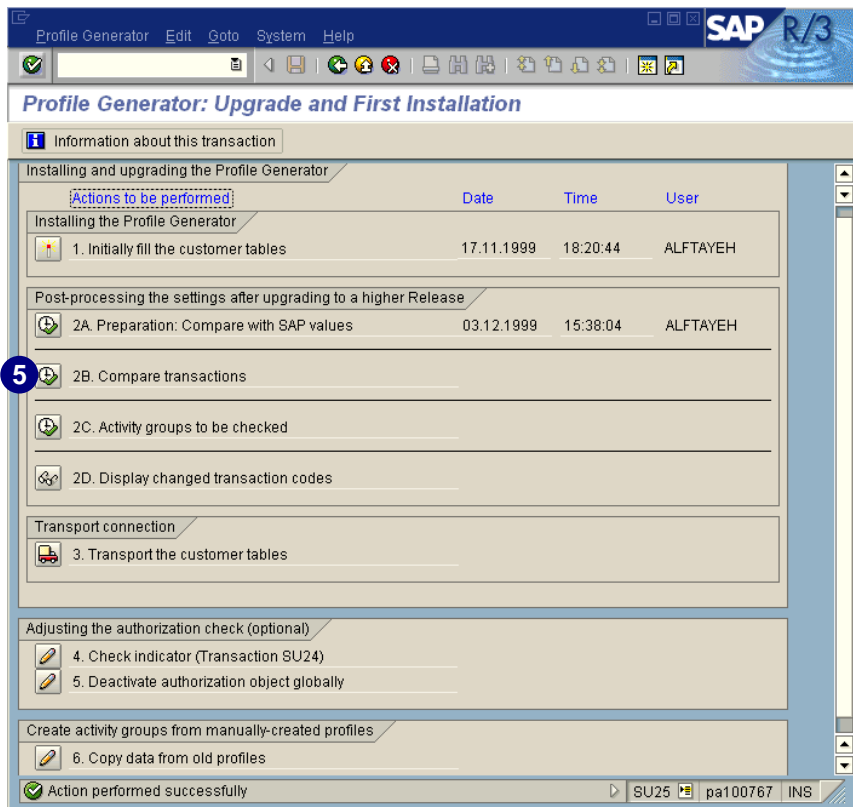 Profile Generator Edit Goto System Help
SAP R/3
Profile Generator: Upgrade and First Installation
Information about this transaction
Installing and upgrading the Profile Generator
Actions to be performed Date Time User
Installing the Profile Generator
1. Initially fill the customer tables 17.11.1999 18:20:44 ALFTAYEH
Post-processing the settings after upgrading to a higher Release
2A. Preparation: Compare with SAP values 03.12.1999 15:38:04 ALFTAYEH
5 2B. Compare transactions
2C. Activity groups to be checked
2D. Display changed transaction codes
Transport connection
3. Transport the customer tables
Adjusting the authorization check (optional)
4. Check indicator (Transaction SU24)
5. Deactivate authorization object globally
Create activity groups from manually-created profiles
6. Copy data from old profiles
Action performed successfully SU25 pa100767 INS